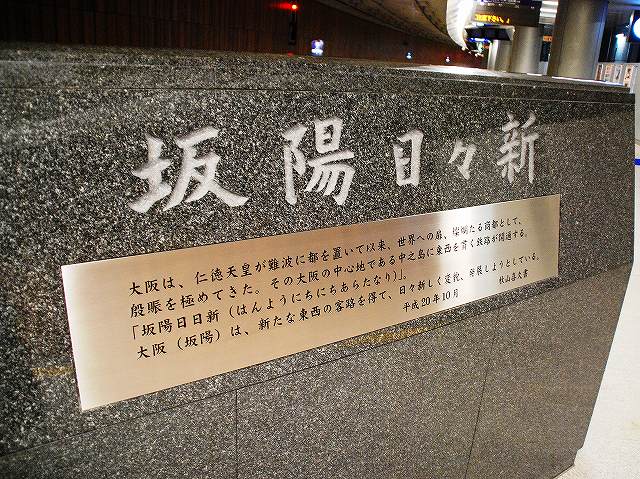 坂陽日々新
大阪は、仁徳天皇が難波に都を置いて以来、世界への扉、燦爛たる商都として、
殷賑を極めてきた。その大阪の中心地である中之島に東西を貫く鉄路が開通する。
「坂陽日日新（はんようにちにちあらたなり）」。
大阪（坂陽）は、新たな東西の客路を得て、日々新しく変貌、発展しようとしている。
平成20年10月